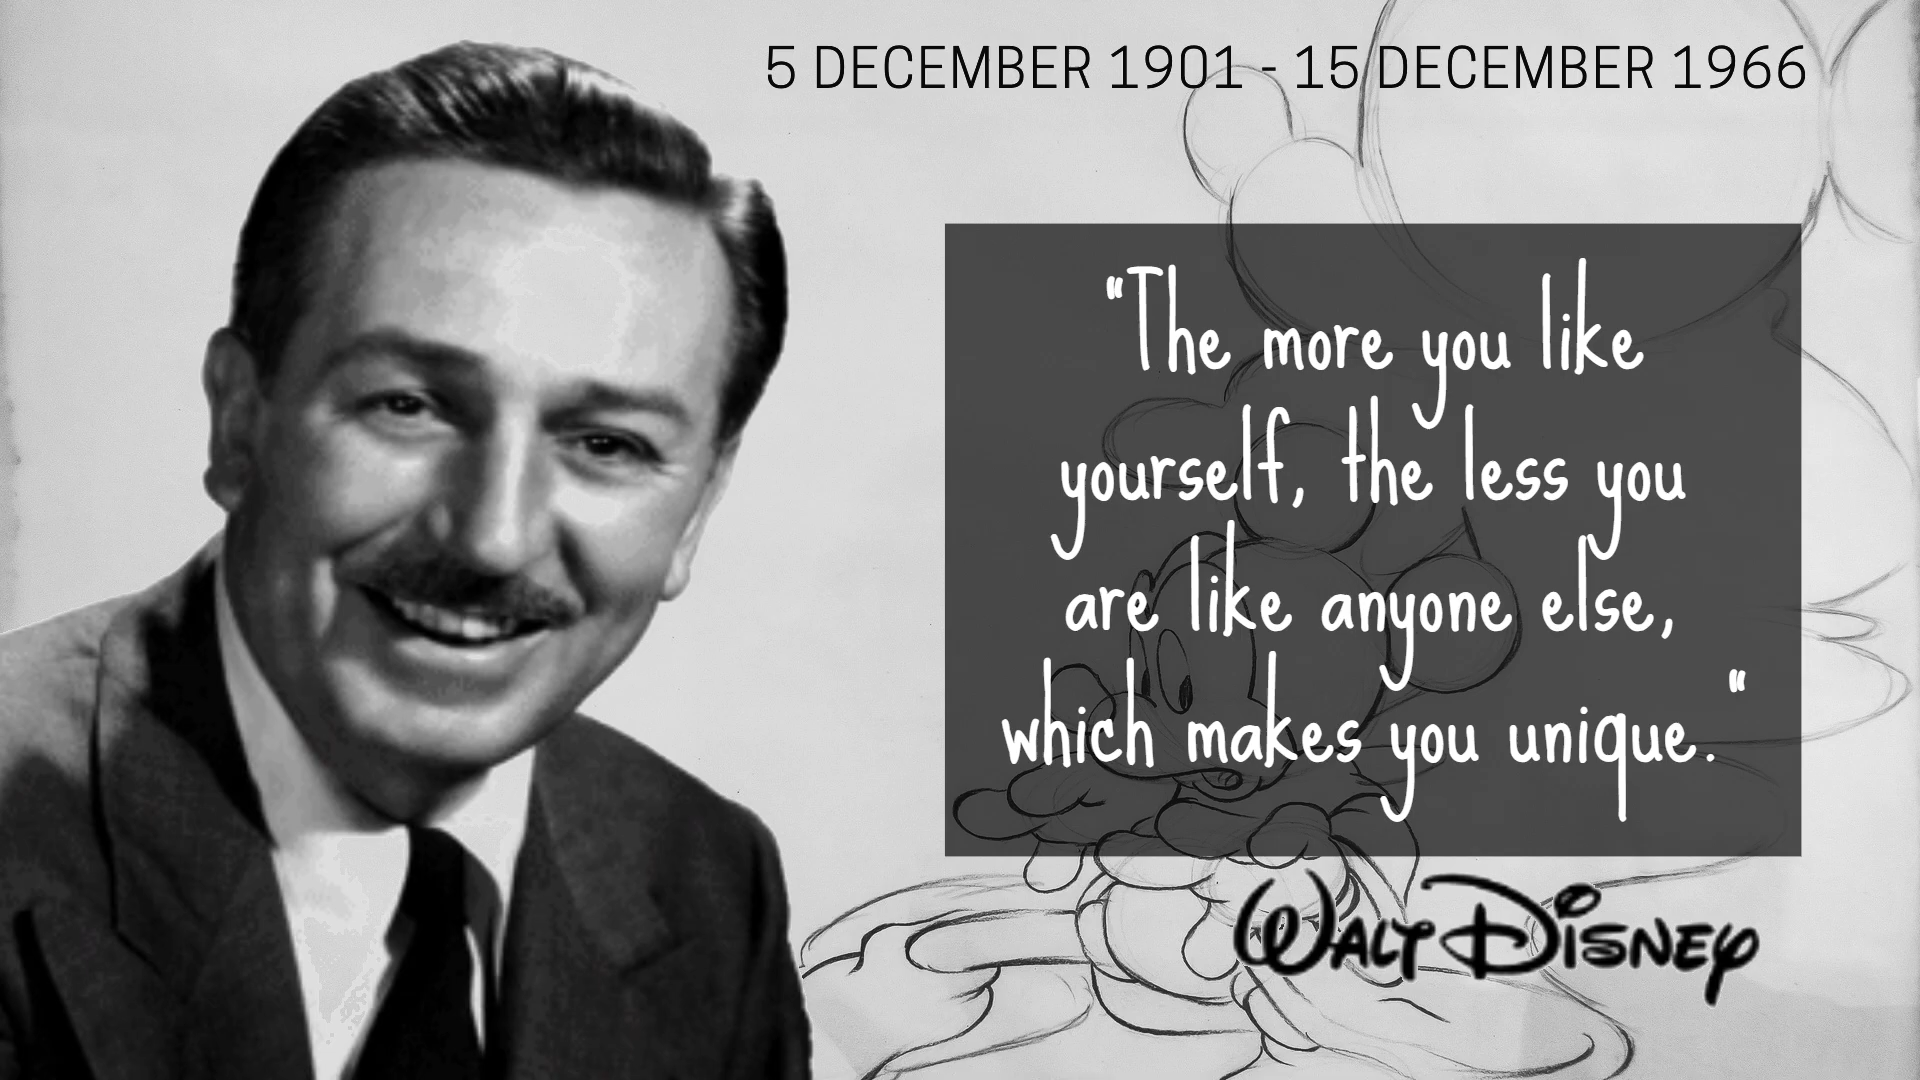 5 DECEMBER 1901 - 15 DECEMBER 1966
"The more you like
yourself, the less you
are like anyone else,
which makes you unique."
WALT DISNEY